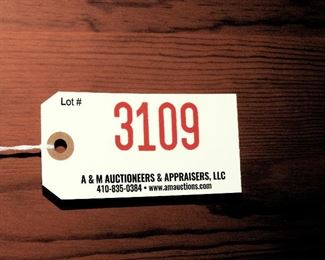 Lot #
3109
A & M AUCTIONEERS & APPRAISERS, LLC
410-835-0384 • www.amauctions.com